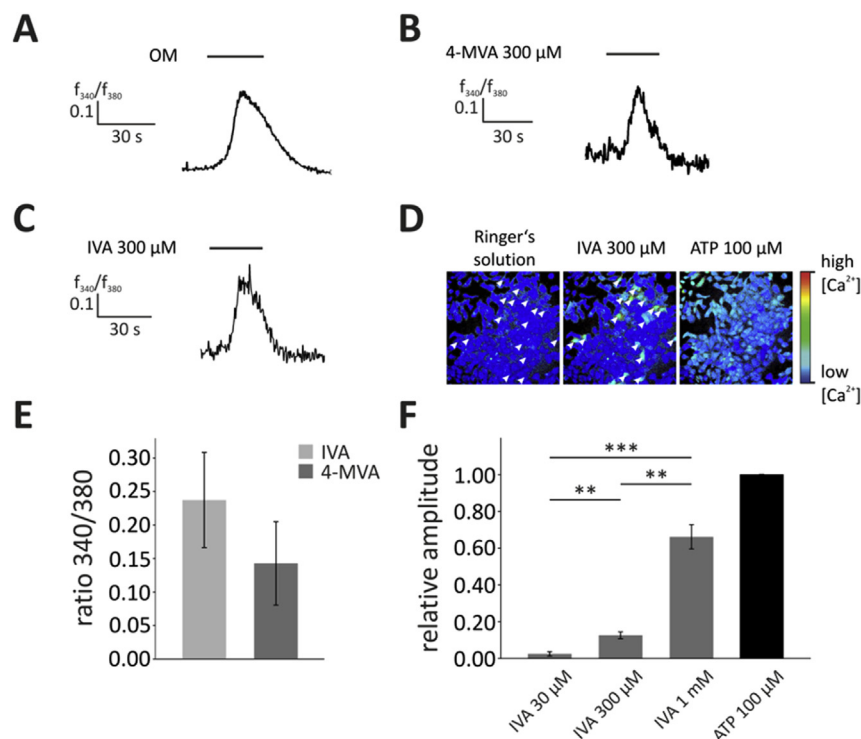 A
OM
f340/f380
0.1
30 s
B
4-MVA 300 µM
f340/f380
0.1
30 s
C
IVA 300 µM
f340/f380
0.1
30 s
D
Ringer's solution
IVA 300 µM
ATP 100 µM
high [Ca2+]
low [Ca2+]
E
ratio 340/380
0.30
0.25
0.20
0.15
0.10
0.05
0.00
IVA
4-MVA
F
relative amplitude
1.00
0.60
0.20
0.00
***
**
**
IVA 30 µM
IVA 300 µM
IVA 1 mM
ATP 100 µM